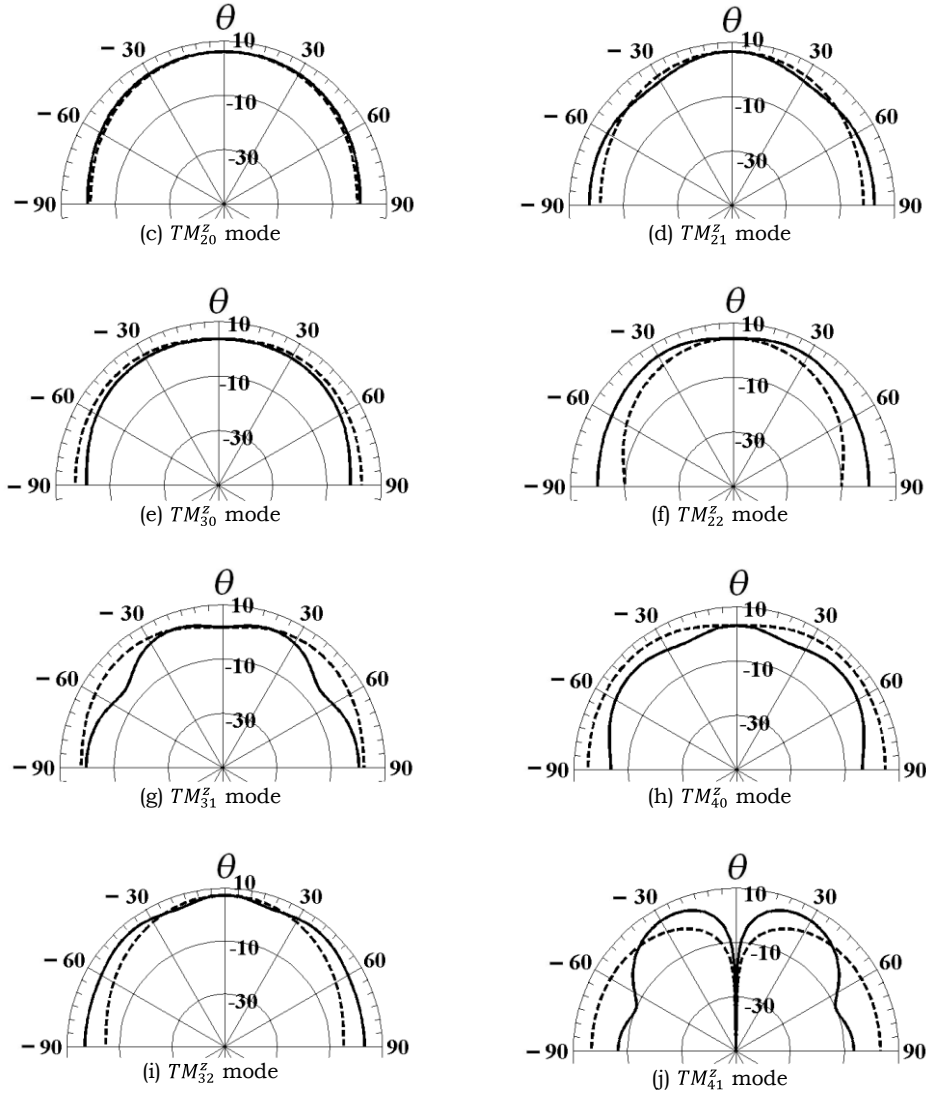 θ θ
− 30 10 30 − 30 10 30
− 60 -10 60 − 60 -10 60
-30 -30
− 90 90 − 90 90
(c) TM^z_20 mode (d) TM^z_21 mode
θ θ
− 30 10 30 − 30 10 30
− 60 -10 60 − 60 -10 60
-30 -30
− 90 90 − 90 90
(e) TM^z_30 mode (f) TM^z_22 mode
θ θ
− 30 10 30 − 30 10 30
− 60 -10 60 − 60 -10 60
-30 -30
− 90 90 − 90 90
(g) TM^z_31 mode (h) TM^z_40 mode
θ θ
− 30 10 30 − 30 10 30
− 60 -10 60 − 60 -10 60
-30 -30
− 90 90 − 90 90
(i) TM^z_32 mode (j) TM^z_41 mode